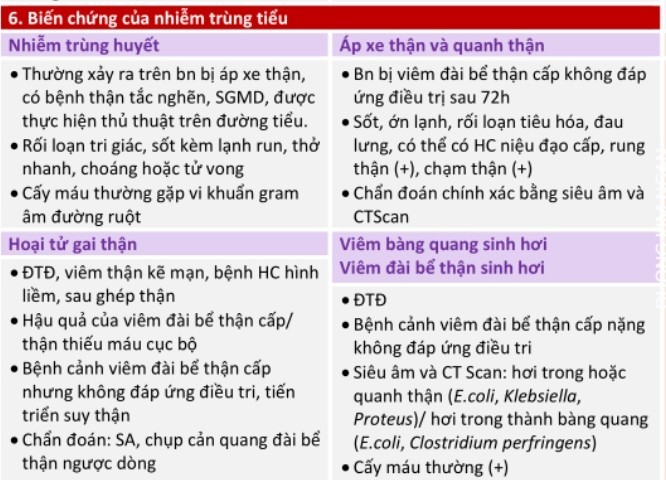 6. Biến chứng của nhiễm trùng tiểu
Nhiễm trùng huyết
• Thường xảy ra trên bn bị áp xe thận,
có bệnh thận tắc nghẽn, SGMD, được
thực hiện thủ thuật trên đường tiểu.
• Rối loạn tri giác, sốt kèm lạnh run, thở
nhanh, choáng hoặc tử vong
• Cấy máu thường gặp vi khuẩn gram
âm đường ruột
Áp xe thận và quanh thận
• Bn bị viêm đài bể thận cấp không đáp
ứng điều trị sau 72h
• Sốt, ớn lạnh, rối loạn tiêu hóa, đau
lưng, có thể có HC niệu đạo cấp, rung
thận (+), chạm thận (+)
• Chẩn đoán chính xác bằng siêu âm và
CTScan
Hoại tử gai thận
• ĐTĐ, viêm thận kẽ mạn, bệnh HC hình
liềm, sau ghép thận
• Hậu quả của viêm đài bể thận cấp/
thận thiếu máu cục bộ
• Bệnh cảnh viêm đài bể thận cấp
nhưng không đáp ứng điều tri, tiến
triển suy thận
• Chẩn đoán: SA, chụp cản quang đài bể
thận ngược dòng
Viêm bàng quang sinh hơi
Viêm đài bể thận sinh hơi
• ĐTĐ
• Bệnh cảnh viêm đài bể thận cấp nặng
không đáp ứng điều tri
• Siêu âm và CT Scan: hơi trong hoặc
quanh thận (E.coli, Klebsiella,
Proteus)/ hơi trong thành bàng quang
(E.coli, Clostridium perfringens)
• Cấy máu thường (+)